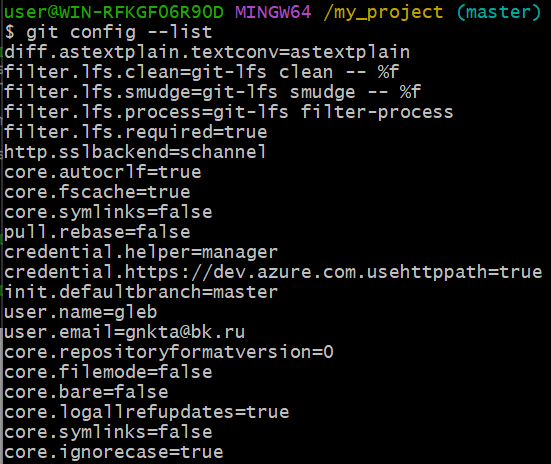 user@WIN-RFKGFO6R9OD MINGW64 /my_project (master)
$ git config --list
diff.astextplain.textconv=astextplain
filter.lfs.clean=git-lfs clean -- %f
filter.lfs.smudge=git-lfs smudge -- %f
filter.lfs.process=git-lfs filter-process
filter.lfs.required=true
http.sslbackend=schannel
core.autocrlf=true
core.fscache=true
core.symlinks=false
pull.rebase=false
credential.helper=manager
credential.https://dev.azure.com.usehttppath=true
init.defaultbranch=master
user.name=gleb
user.email=gnkta@bk.ru
core.repositoryformatversion=0
core.filemode=false
core.bare=false
core.logallrefupdates=true
core.symlinks=false
core.ignorecase=true